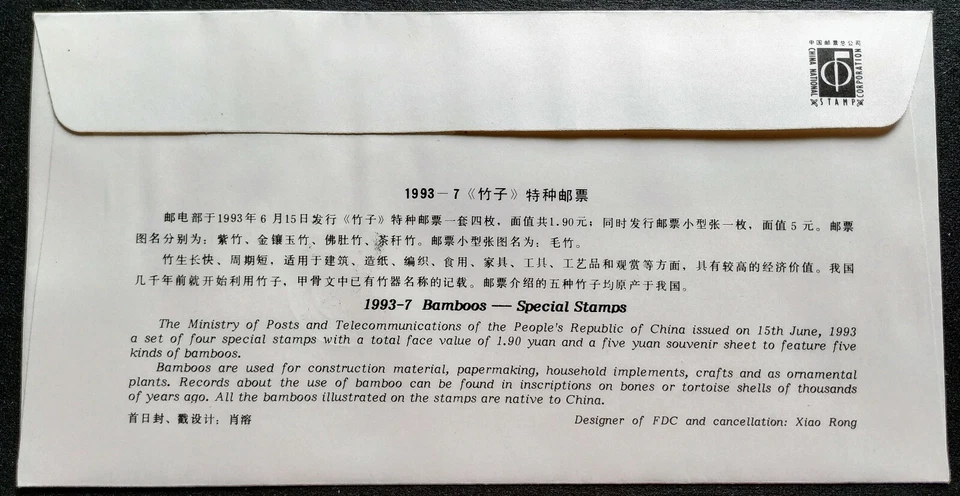 中国邮票总公司
CHINA NATIONAL
STAMP
CORPORATION
1993－7《竹子》特种邮票
邮电部于1993年6月15日发行《竹子》特种邮票一套四枚，面值共1.90元；同时发行邮票小型张一枚，面值5元。邮票
图名分别为：紫竹、金镶玉竹、佛肚竹、茶秆竹。邮票小型张图名为：毛竹。
竹生长快、周期短，适用于建筑、造纸、编织、食用、家具、工具、工艺品和观赏等方面，具有较高的经济价值。我国
几千年前就开始利用竹子，甲骨文中已有竹器名称的记载。邮票介绍的五种竹子均原产于我国。
1993-7 Bamboos — Special Stamps
The Ministry of Posts and Telecommunications of the People's Republic of China issued on 15th June, 1993
a set of four special stamps with a total face value of 1.90 yuan and a five yuan souvenir sheet to feature five
kinds of bamboos.
Bamboos are used for construction material, papermaking, household implements, crafts and as ornamental
plants. Records about the use of bamboo can be found in inscriptions on bones or tortoise shells of thousands
of years ago. All the bamboos illustrated on the stamps are native to China.
首日封、戳设计：肖溶 Designer of FDC and cancellation: Xiao Rong